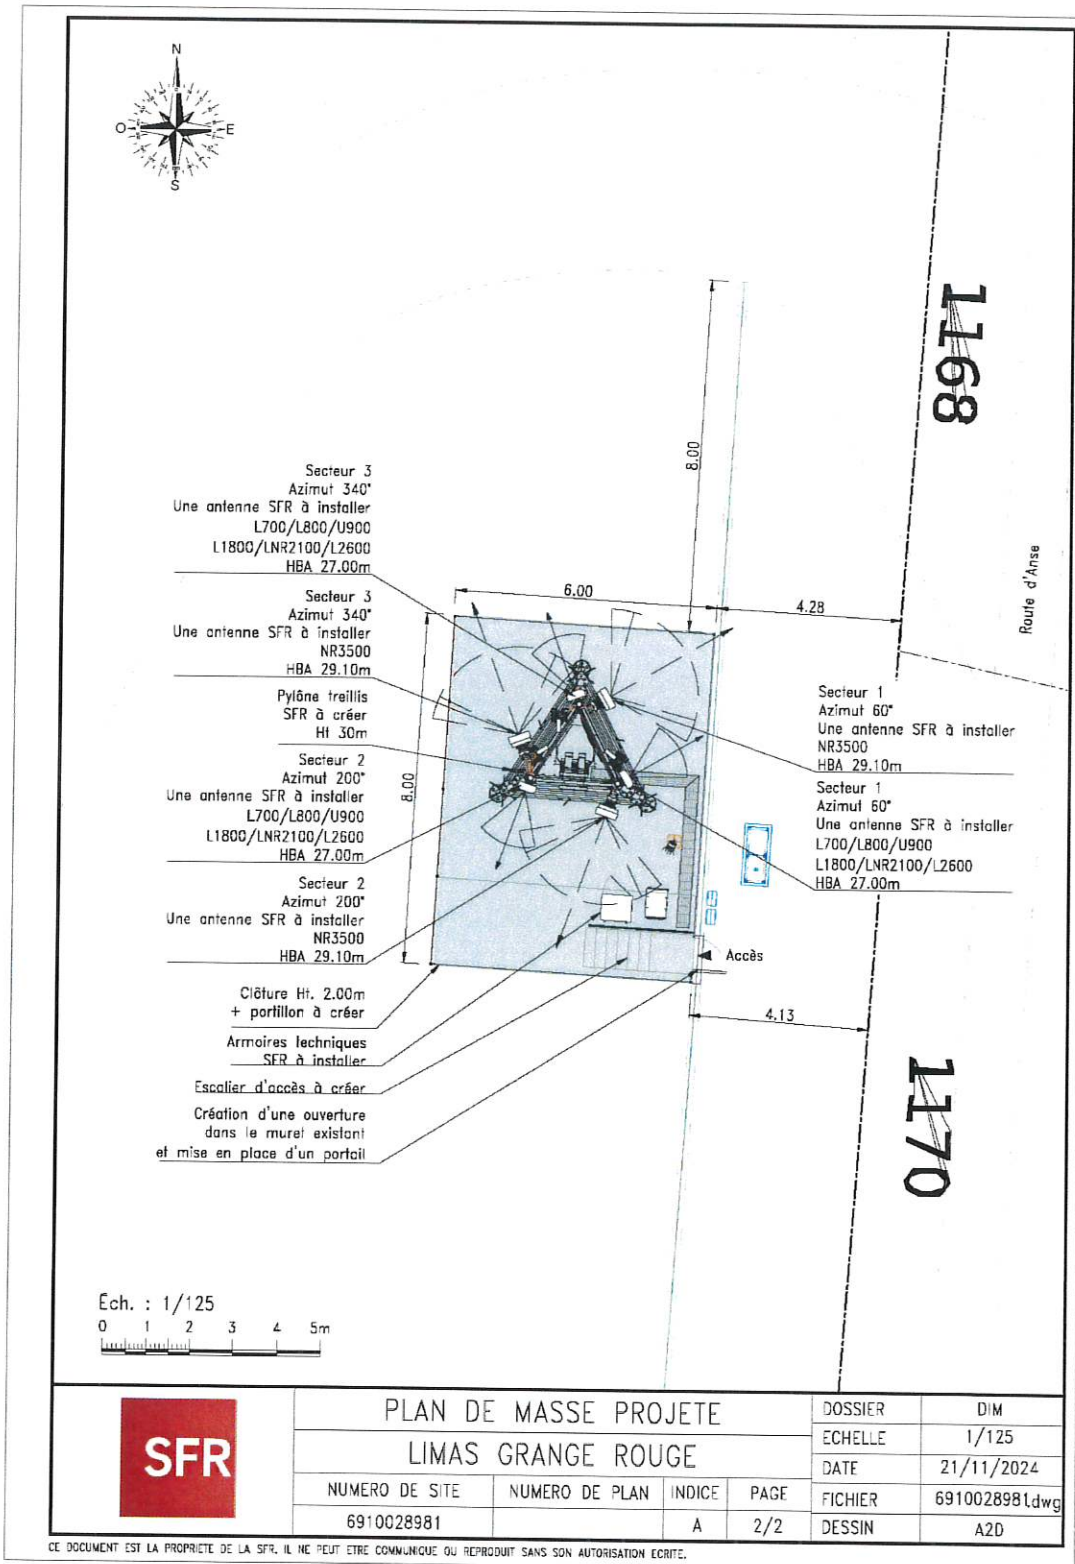 N
O
E
S
1168
8.00
Route d'Anse
Secteur 3
Azimut 340°
Une antenne SFR à installer
L700/L800/U900
L1800/LNR2100/L2600
HBA 27.00m
Secteur 3
Azimut 340°
Une antenne SFR à installer
NR3500
HBA 29.10m
Pylône treillis
SFR à créer
Ht 30m
Secteur 2
Azimut 200°
Une antenne SFR à installer
L700/L800/U900
L1800/LNR2100/L2600
HBA 27.00m
Secteur 2
Azimut 200°
Une antenne SFR à installer
NR3500
HBA 29.10m
Clôture Ht. 2.00m
+ portillon à créer
Armoires techniques
SFR à installer
Escalier d'accès à créer
Création d'une ouverture
dans le muret existant
et mise en place d'un portail
6.00
4.28
8.00
Secteur 1
Azimut 60°
Une antenne SFR à installer
NR3500
HBA 29.10m
Secteur 1
Azimut 60°
Une antenne SFR à installer
L700/L800/U900
L1800/LNR2100/L2600
HBA 27.00m
Accès
4.13
1170
Éch. : 1/125
0 1 2 3 4 5m
SFR
PLAN DE MASSE PROJETE
LIMAS GRANGE ROUGE
NUMERO DE SITE NUMERO DE PLAN INDICE PAGE
6910028981 A 2/2
DOSSIER DIM
ECHELLE 1/125
DATE 21/11/2024
FICHIER 6910028981.dwg
DESSIN A2D
CE DOCUMENT EST LA PROPRIETE DE LA SFR. IL NE PEUT ETRE COMMUNIQUE OU REPRODUIT SANS SON AUTORISATION ECRITE.